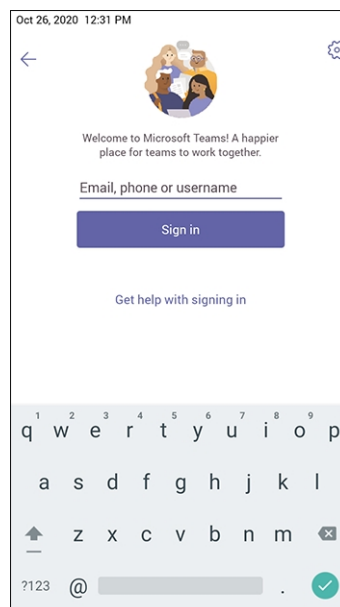 Oct 26, 2020 12:31 PM
Welcome to Microsoft Teams! A happier
place for teams to work together.
Email, phone or username
Sign in
Get help with signing in
1 2 3 4 5 6 7 8 9
q w e r t y u i o p
a s d f g h j k l
z x c v b n m
?123 @ .